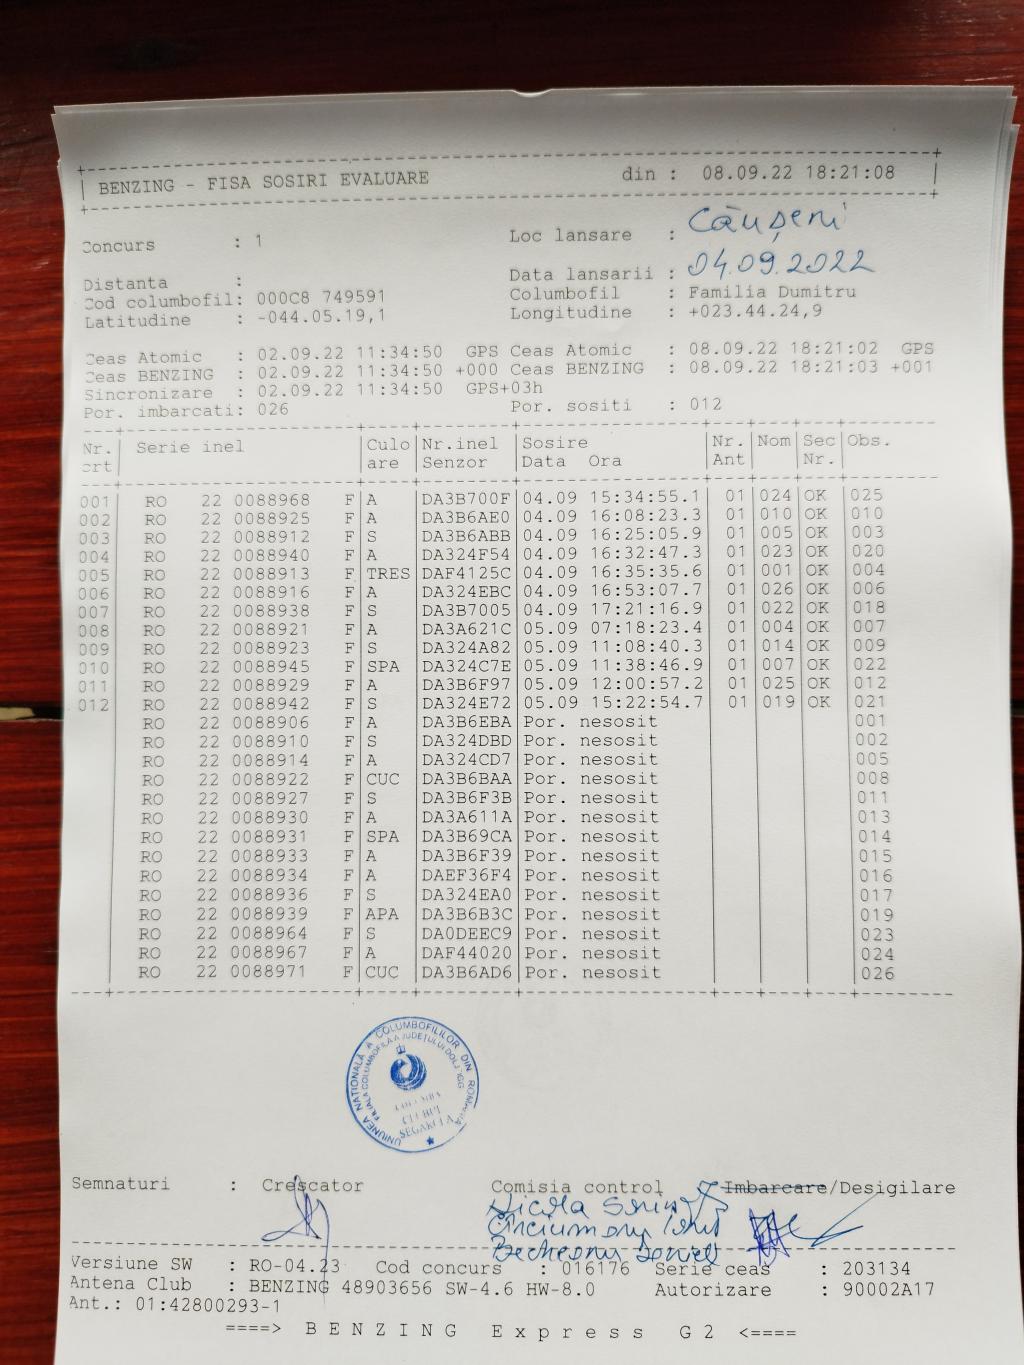 BENZING - FISA SOSIRI EVALUARE din : 08.09.22 18:21:08
Concurs : 1 Loc lansare : Căușeni
Distanta : Data lansarii : 04.09.2022
Cod columbofil: 000C8 749591 Columbofil : Familia Dumitru
Latitudine : -044.05.19,1 Longitudine : +023.44.24,9
Ceas Atomic : 02.09.22 11:34:50 GPS Ceas Atomic : 08.09.22 18:21:02 GPS
Ceas BENZING : 02.09.22 11:34:50 +000 Ceas BENZING : 08.09.22 18:21:03 +001
Sincronizare : 02.09.22 11:34:50 GPS+03h
Por. imbarcati: 026 Por. sositi : 012
Nr. Serie inel Culo Nr.inel Sosire Nr. Nom Sec Obs.
crt are Senzor Data Ora Ant Nr.
001 RO 22 0088968 F A DA3B700F 04.09 15:34:55.1 01 024 OK 025
002 RO 22 0088925 F A DA3B6AE0 04.09 16:08:23.3 01 010 OK 010
003 RO 22 0088912 F S DA3B6ABB 04.09 16:25:05.9 01 005 OK 003
004 RO 22 0088940 F A DA324F54 04.09 16:32:47.3 01 023 OK 020
005 RO 22 0088913 F TRES DAF4125C 04.09 16:35:35.6 01 001 OK 004
006 RO 22 0088916 F A DA324EBC 04.09 16:53:07.7 01 026 OK 006
007 RO 22 0088938 F S DA3B7005 04.09 17:21:16.9 01 022 OK 018
008 RO 22 0088921 F A DA3A621C 05.09 07:18:23.4 01 004 OK 007
009 RO 22 0088923 F S DA324A82 05.09 11:08:40.3 01 014 OK 009
010 RO 22 0088945 F SPA DA324C7E 05.09 11:38:46.9 01 007 OK 022
011 RO 22 0088929 F A DA3B6F97 05.09 12:00:57.2 01 025 OK 012
012 RO 22 0088942 F S DA324E72 05.09 15:22:54.7 01 019 OK 021
RO 22 0088906 F A DA3B6EBA Por. nesosit 001
RO 22 0088910 F S DA324DBD Por. nesosit 002
RO 22 0088914 F A DA324CD7 Por. nesosit 005
RO 22 0088922 F CUC DA3B6BAA Por. nesosit 008
RO 22 0088927 F S DA3B6F3B Por. nesosit 011
RO 22 0088930 F A DA3A611A Por. nesosit 013
RO 22 0088931 F SPA DA3B69CA Por. nesosit 014
RO 22 0088933 F A DA3B6F39 Por. nesosit 015
RO 22 0088934 F A DAEF36F4 Por. nesosit 016
RO 22 0088936 F S DA324EA0 Por. nesosit 017
RO 22 0088939 F APA DA3B6B3C Por. nesosit 019
RO 22 0088964 F S DA0DEEC9 Por. nesosit 023
RO 22 0088967 F A DAF44020 Por. nesosit 024
RO 22 0088971 F CUC DA3B6AD6 Por. nesosit 026
UNIUNEA NATIONALĂ A COLUMBOFILILOR DIN ROMÂNIA
FILIALA COLUMBOFILĂ A JUDEŢULUI DOLJ
CLUBUL
SEGARCEA
Semnaturi : Crescator Comisia control Imbarcare/Desigilare
Versiune SW : RO-04.23 Cod concurs : 016176 Serie ceas : 203134
Antena Club : BENZING 48903656 SW-4.6 HW-8.0 Autorizare : 90002A17
Ant.: 01:42800293-1
====> BENZING Express G2 <====